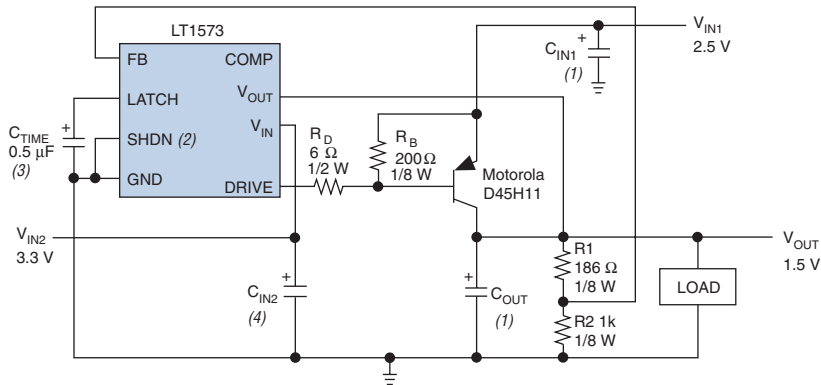 LT1573
FB
COMP
LATCH
V_OUT
V_IN
SHDN (2)
GND
DRIVE
C_TIME
0.5 µF
(3)
R_D
6 Ω
1/2 W
R_B
200Ω
1/8 W
Motorola
D45H11
C_IN1
(1)
V_IN1
2.5 V
V_IN2
3.3 V
C_IN2
(4)
C_OUT
(1)
R1
186 Ω
1/8 W
R2 1k
1/8 W
LOAD
V_OUT
1.5 V
+
+
+
+